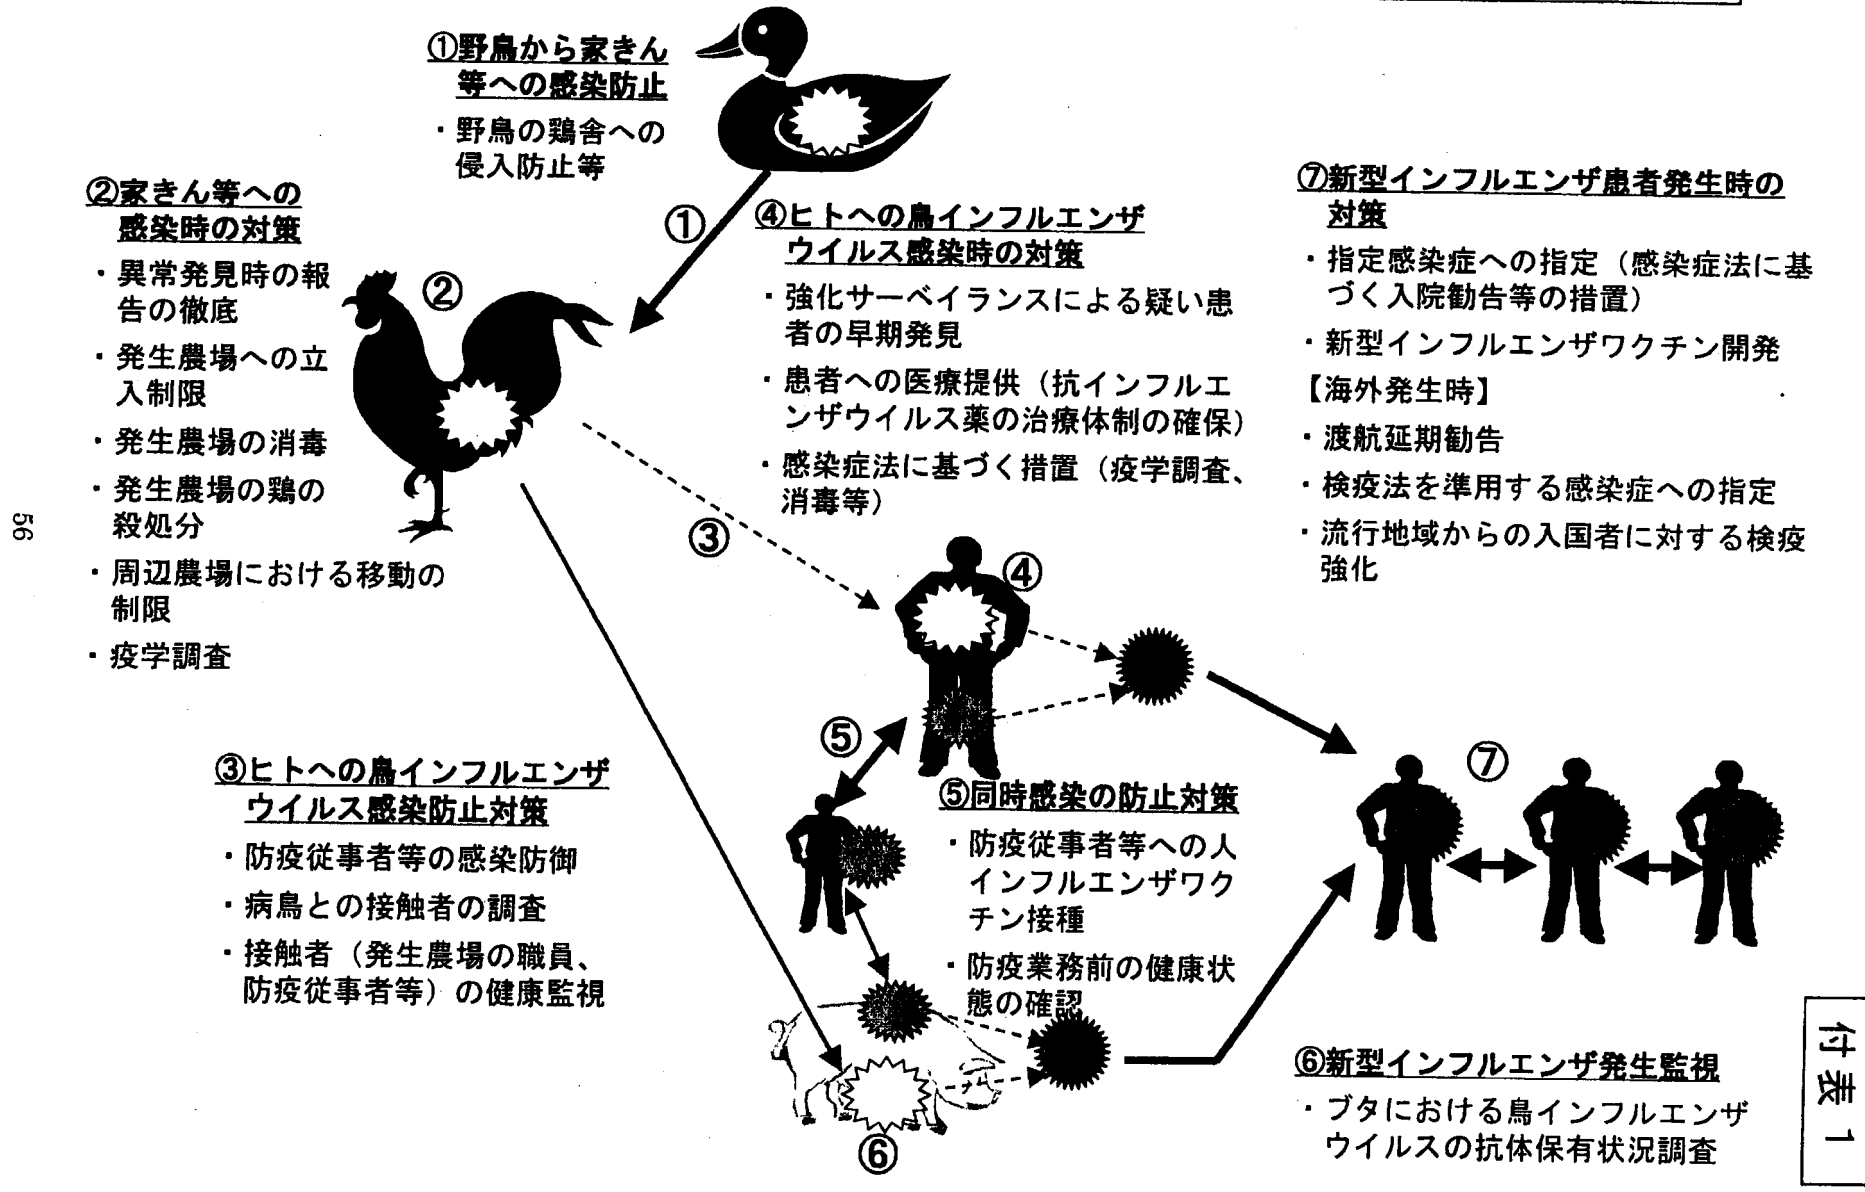 ①野鳥から家きん
等への感染防止
・野鳥の鶏舎への
侵入防止等
②家きん等への
感染時の対策
・異常発見時の報
告の徹底
・発生農場への立
入制限
・発生農場の消毒
・発生農場の鶏の
殺処分
・周辺農場における移動の
制限
・疫学調査
①
②
④ヒトへの鳥インフルエンザ
ウイルス感染時の対策
・強化サーベイランスによる疑い患
者の早期発見
・患者への医療提供（抗インフルエ
ンザウイルス薬の治療体制の確保）
・感染症法に基づく措置（疫学調査、
消毒等）
⑦新型インフルエンザ患者発生時の
対策
・指定感染症への指定（感染症法に基
づく入院勧告等の措置）
・新型インフルエンザワクチン開発
【海外発生時】
・渡航延期勧告
・検疫法を準用する感染症への指定
・流行地域からの入国者に対する検疫
強化
56
③
④
⑤
⑦
③ヒトへの鳥インフルエンザ
ウイルス感染防止対策
・防疫従事者等の感染防御
・病鳥との接触者の調査
・接触者（発生農場の職員、
防疫従事者等）の健康監視
⑤同時感染の防止対策
・防疫従事者等への人
インフルエンザワク
チン接種
・防疫業務前の健康状
態の確認
⑥
⑥新型インフルエンザ発生監視
・ブタにおける鳥インフルエンザ
ウイルスの抗体保有状況調査
付表1